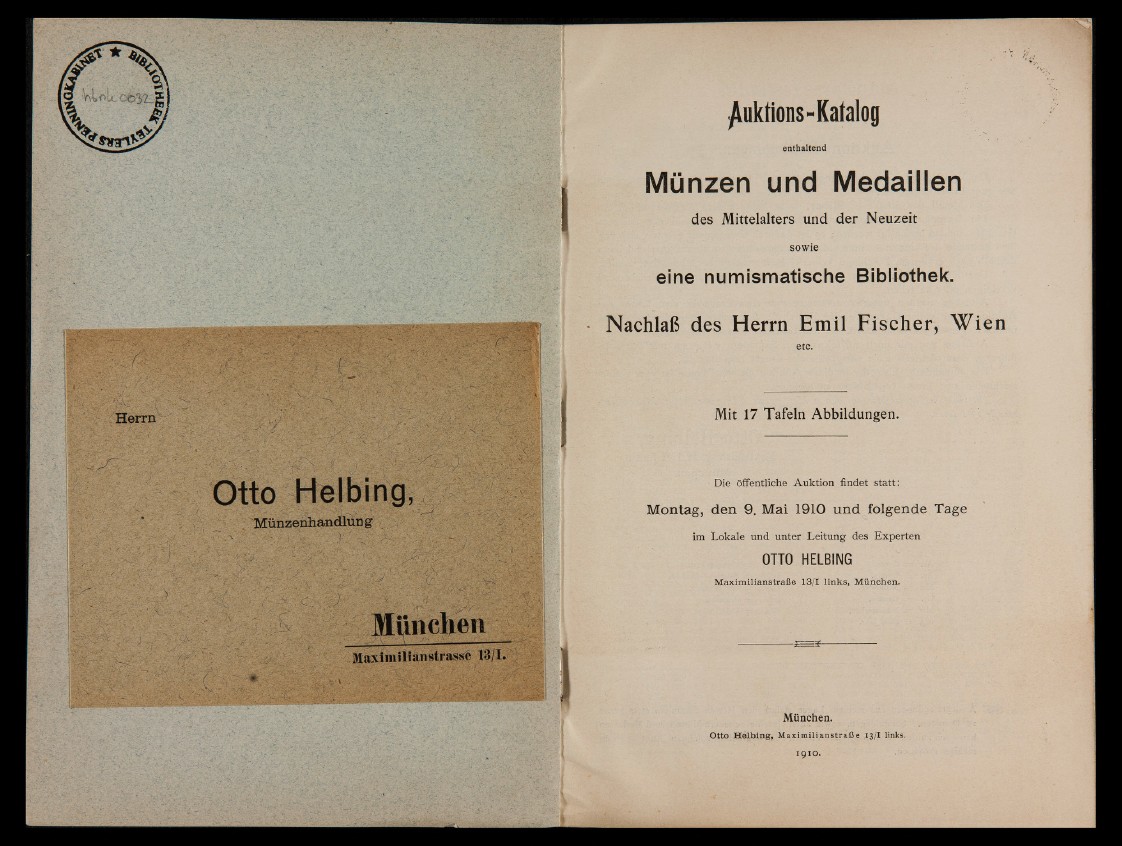 ★ BIBLIOTHEEK TEYLERS PENNINGKABINET
Herrn
Otto Helbing,
Münzenhandlung
München
Maximilianstrasse 13/I.
Auktions-Katalog
enthaltend
Münzen und Medaillen
des Mittelalters und der Neuzeit
sowie
eine numismatische Bibliothek.
Nachlaß des Herrn Emil Fischer, Wien
etc.
Mit 17 Tafeln Abbildungen.
Die öffentliche Auktion findet statt:
Montag, den 9. Mai 1910 und folgende Tage
im Lokale und unter Leitung des Experten
OTTO HELBING
Maximilianstraße 13/I links, München.
München.
Otto Helbing, Maximilianstraße 13/I links.
1910.